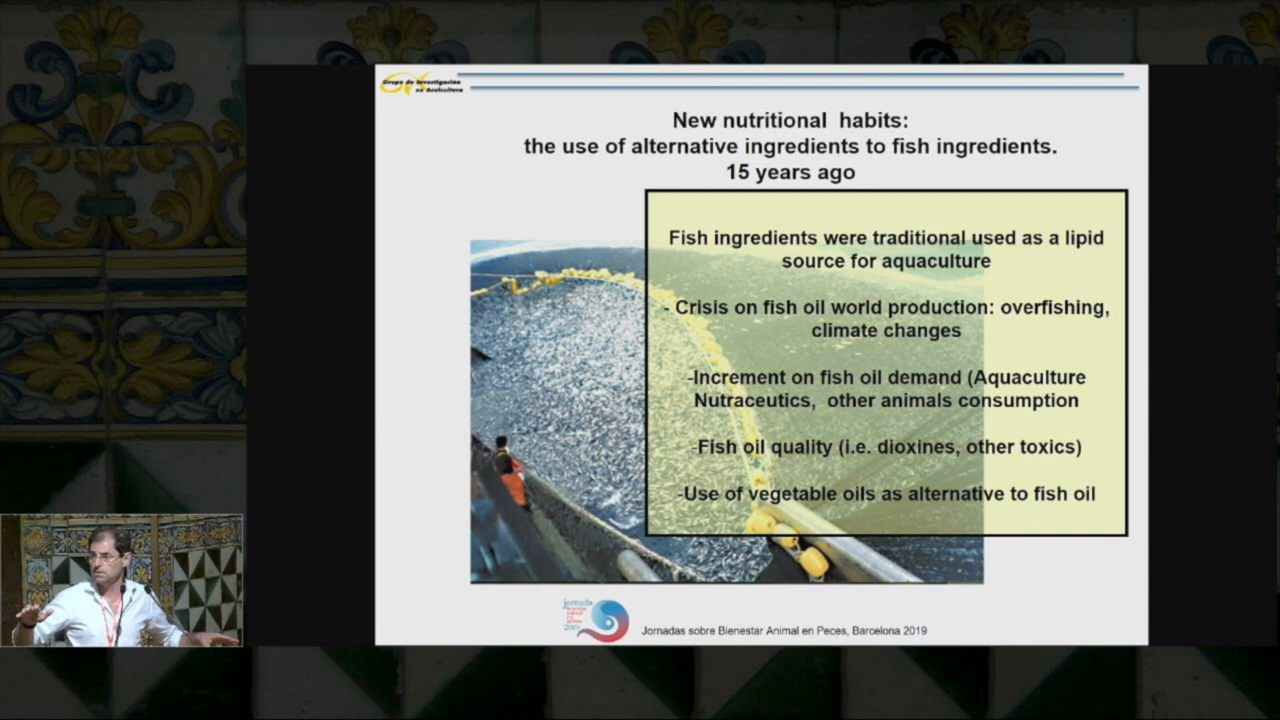 Grupo de Investigación
en Acuicultura
New nutritional habits:
the use of alternative ingredients to fish ingredients.
15 years ago
Fish ingredients were traditional used as a lipid
source for aquaculture
- Crisis on fish oil world production: overfishing,
climate changes
-Increment on fish oil demand (Aquaculture
Nutraceutics, other animals consumption
-Fish oil quality (i.e. dioxines, other toxics)
-Use of vegetable oils as alternative to fish oil
jornada
2019
Jornadas sobre Bienestar Animal en Peces, Barcelona 2019